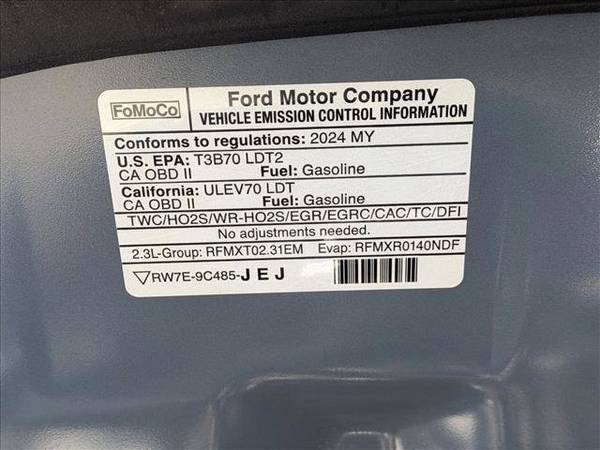 FoMoCo
Ford Motor Company
VEHICLE EMISSION CONTROL INFORMATION
Conforms to regulations: 2024 MY
U.S. EPA: T3B70 LDT2
CA OBD II Fuel: Gasoline
California: ULEV70 LDT
CA OBD II Fuel: Gasoline
TWC/HO2S/WR-HO2S/EGR/EGRC/CAC/TC/DFI
No adjustments needed.
2.3L-Group: RFMXT02.31EM Evap: RFMXR0140NDF
RW7E-9C485-JEJ